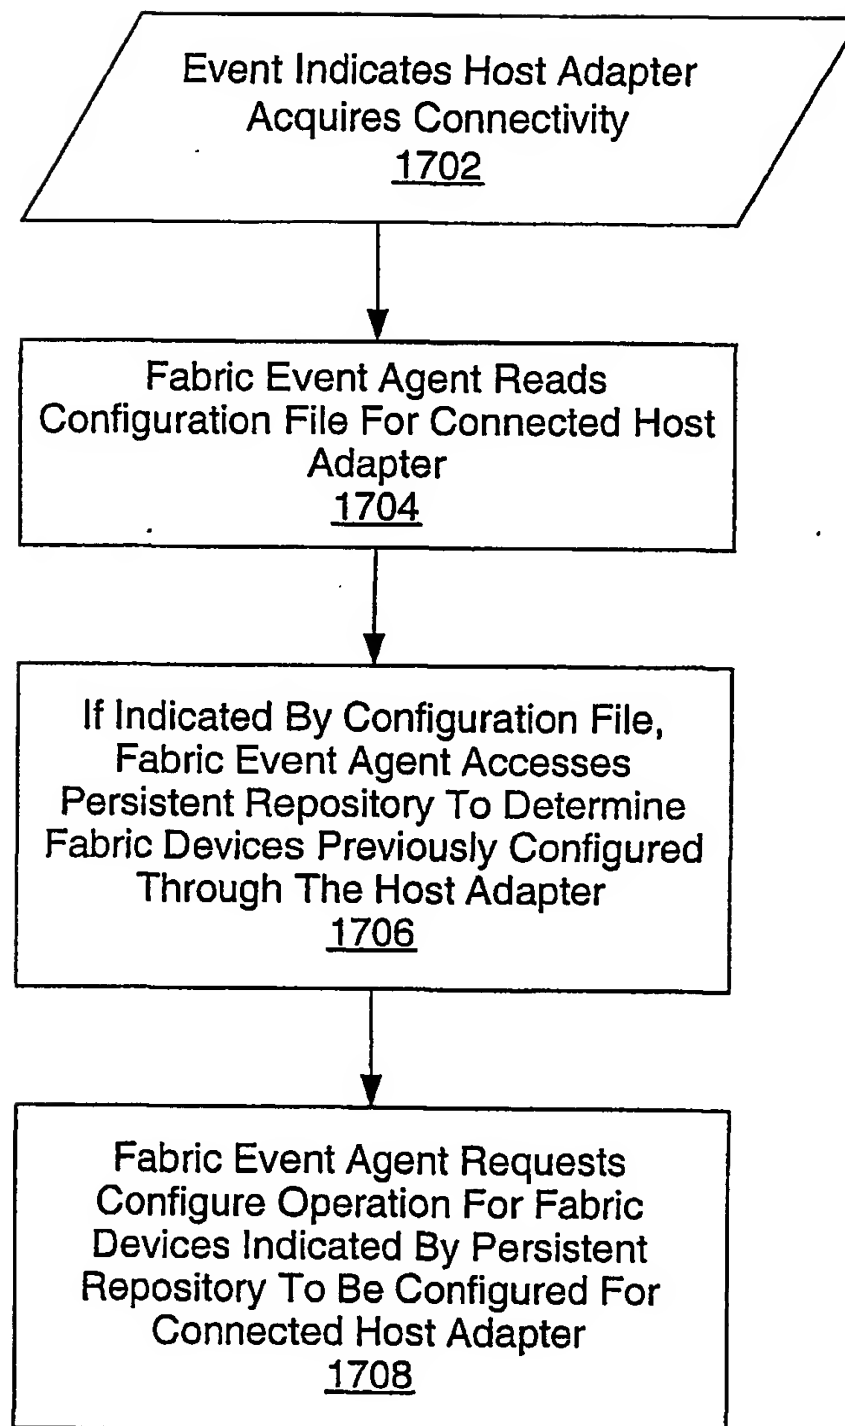 Event Indicates Host Adapter
Acquires Connectivity
1702
Fabric Event Agent Reads
Configuration File For Connected Host
Adapter
1704
If Indicated By Configuration File,
Fabric Event Agent Accesses
Persistent Repository To Determine
Fabric Devices Previously Configured
Through The Host Adapter
1706
Fabric Event Agent Requests
Configure Operation For Fabric
Devices Indicated By Persistent
Repository To Be Configured For
Connected Host Adapter
1708